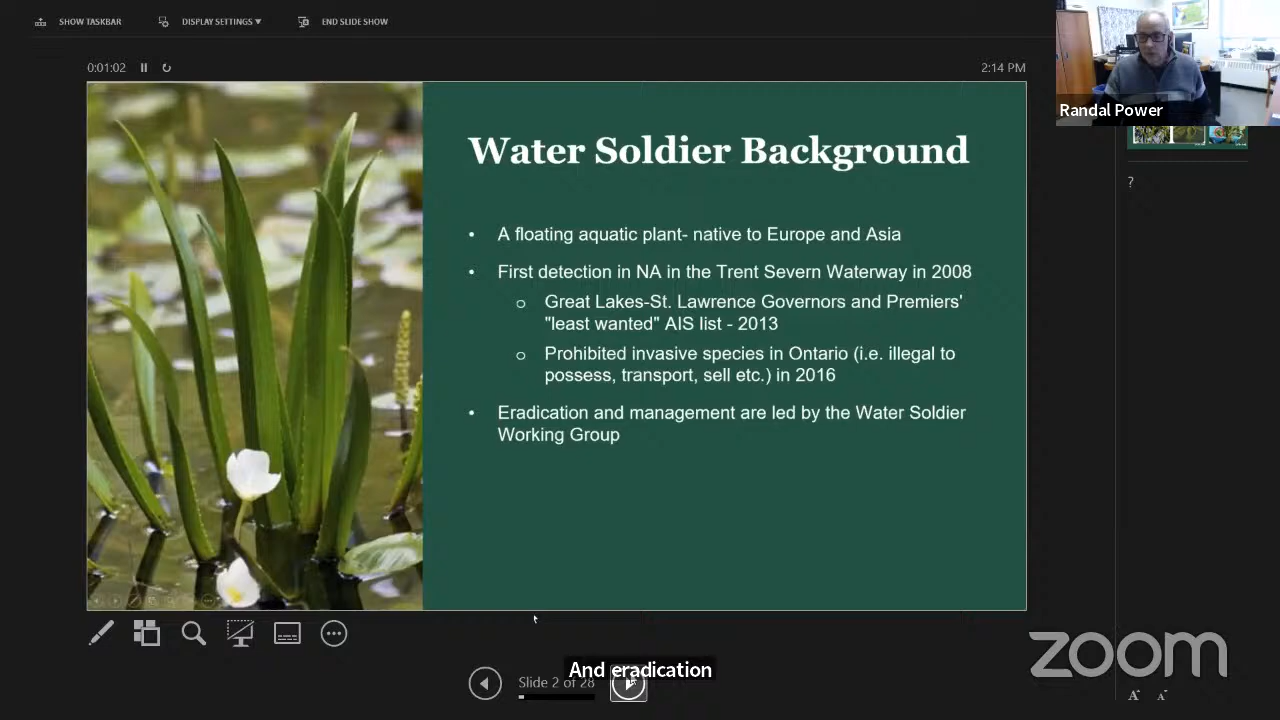 SHOW TASKBAR
DISPLAY SETTINGS ▼
END SLIDE SHOW
0:01:02
2:14 PM
Randal Power
?
Water Soldier Background
• A floating aquatic plant- native to Europe and Asia
• First detection in NA in the Trent Severn Waterway in 2008
o Great Lakes-St. Lawrence Governors and Premiers'
"least wanted" AIS list - 2013
o Prohibited invasive species in Ontario (i.e. illegal to
possess, transport, sell etc.) in 2016
• Eradication and management are led by the Water Soldier
Working Group
And eradication
Slide 2 of 28
zoom
A A